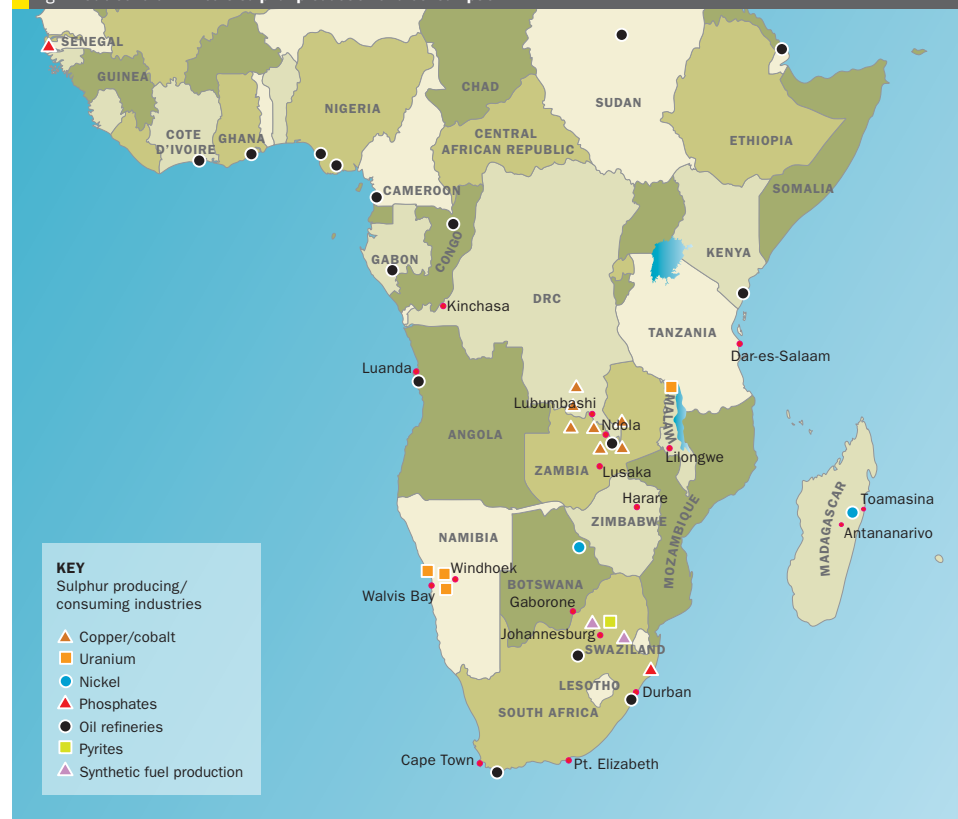 SENEGAL
GUINEA
CHAD
SUDAN
NIGERIA
COTE
D'IVOIRE
GHANA
CENTRAL
AFRICAN REPUBLIC
ETHIOPIA
SOMALIA
CAMEROON
CONGO
GABON
KENYA
DRC
Kinchasa
TANZANIA
Dar-es-Salaam
Luanda
Lubumbashi
MALAWI
Ndola
ANGOLA
Lilongwe
ZAMBIA
Lusaka
Harare
ZIMBABWE
MOZAMBIQUE
MADAGASCAR
Toamasina
Antananarivo
NAMIBIA
Windhoek
Walvis Bay
BOTSWANA
Gaborone
Johannesburg
SWAZILAND
LESOTHO
Durban
SOUTH AFRICA
Cape Town
Pt. Elizabeth
KEY
Sulphur producing/
consuming industries
Copper/cobalt
Uranium
Nickel
Phosphates
Oil refineries
Pyrites
Synthetic fuel production